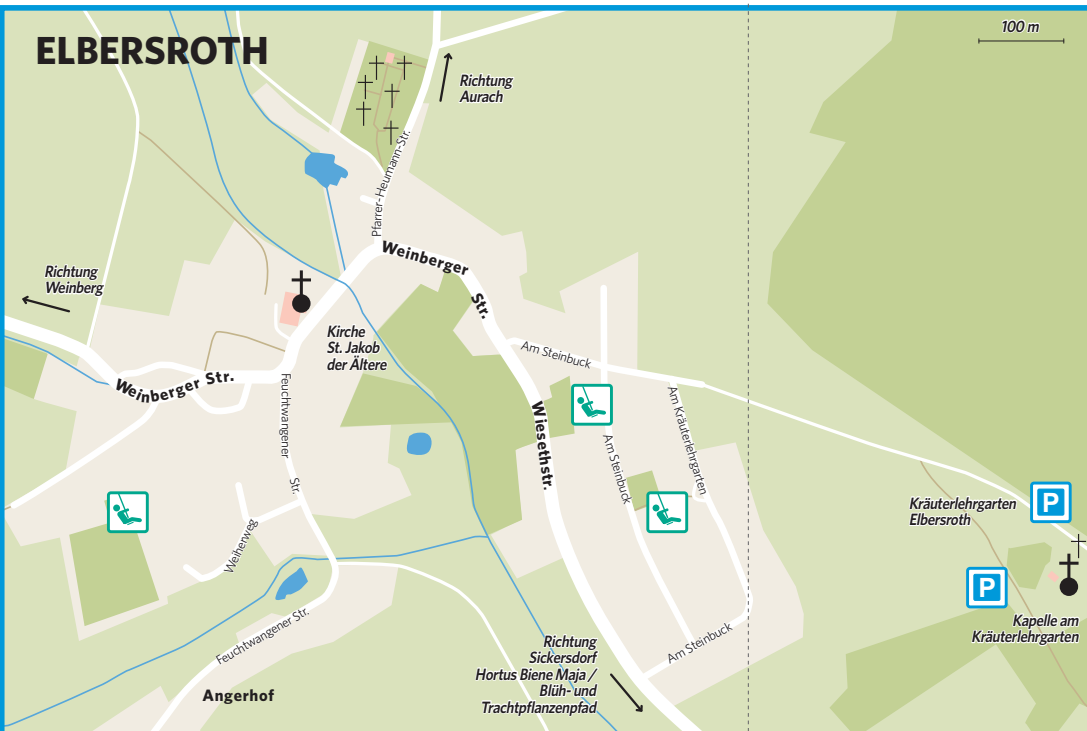 ELBERSROTH
100 m
Richtung
Aurach
Pfarrer-Heumann-Str.
Weinberger
Str.
Richtung
Weinberg
Kirche
St. Jakob
der Ältere
Am Steinbuck
Weinberger Str.
Feuchtwangener
Str.
Wiesethstr.
Am Steinbuck
Am Kräuterlehrgarten
Kräuterlehrgarten
Elbersroth
P
P
Weiherweg
Feuchtwangener Str.
Kapelle am
Kräuterlehrgarten
Am Steinbuck
Richtung
Sickersdorf
Hortus Biene Maja /
Blüh- und
Trachtpflanzenpfad
Angerhof